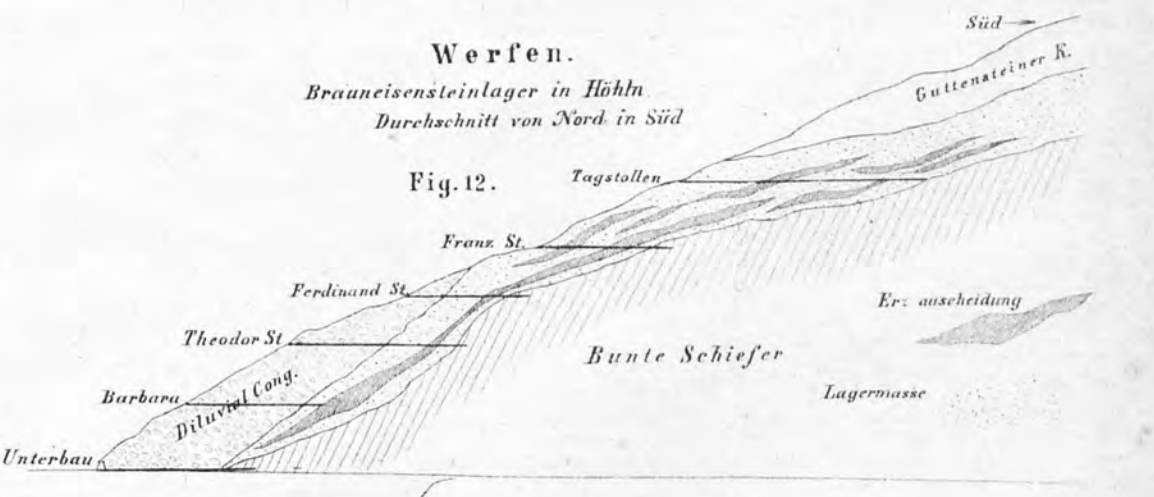 Süd
Werfen.
Guttensteiner K.
Brauneisensteinlager in Höhln
Durchschnitt von Nord in Süd
Fig. 12.
Tagstollen
Franz St.
Ferdinand St.
Erz auscheidung
Theodor St
Bunte Schiefer
Barbara
Diluvial Cong.
Lagermasse
Unterbau